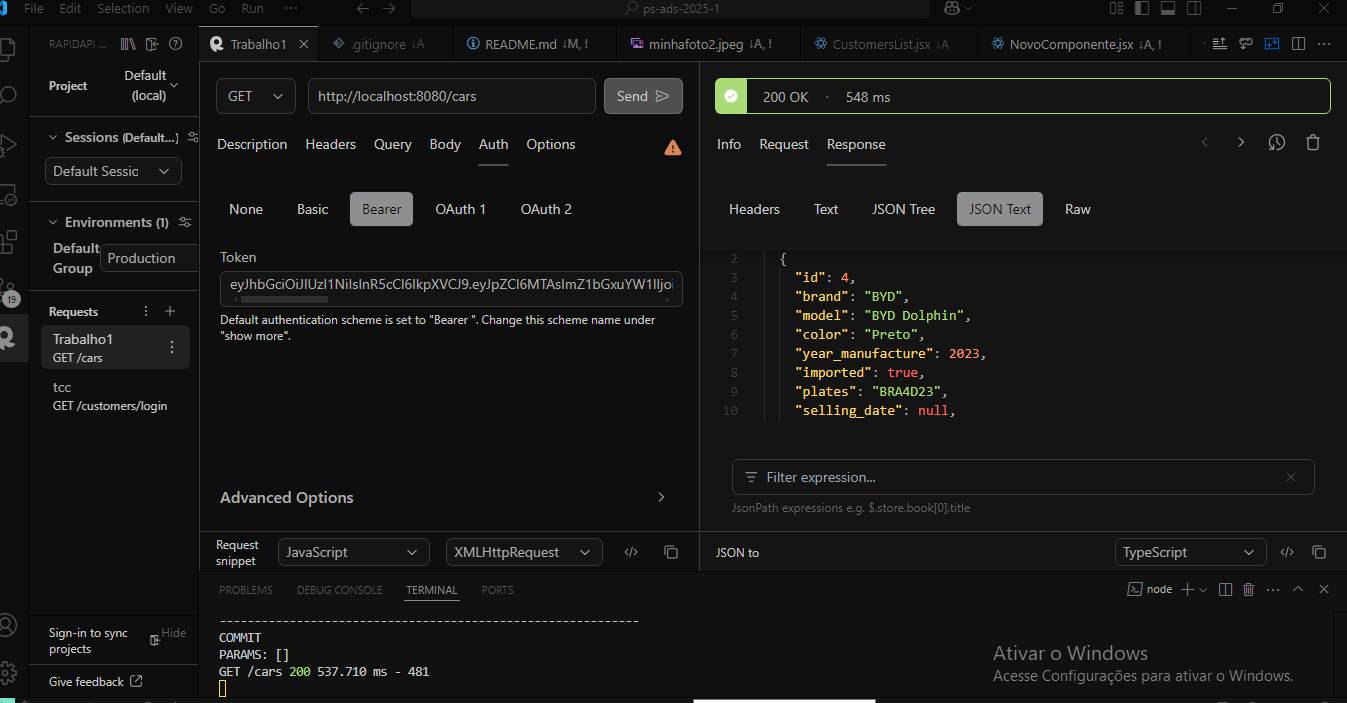 File Edit Selection View Go Run ··· ps-ads-2025-1
RAPIDAPI ...
Trabalho1 .gitignore ↓A README.md ↓M, ! minhafoto2.jpeg ↓A, ! CustomersList.jsx ↓A NovoComponente.jsx ↓A, !
Project
Default
(local)
Sessions (Default...)
Default Sessio
Environments (1)
Default
Group
Production
Requests
Trabalho1
GET /cars
tcc
GET /customers/login
Sign-in to sync
projects
Hide
Give feedback
GET http://localhost:8080/cars Send
Description Headers Query Body Auth Options
None Basic Bearer OAuth 1 OAuth 2
Token
eyJhbGciOiJIUzI1NiIsInR5cCI6IkpXVCJ9.eyJpZCI6MTAsImZ1bGxuYW1lIjoi
Default authentication scheme is set to "Bearer ". Change this scheme name under
"show more".
Advanced Options
Request
snippet
JavaScript XMLHttpRequest
200 OK · 548 ms
Info Request Response
Headers Text JSON Tree JSON Text Raw
2 {
3 "id": 4,
4 "brand": "BYD",
5 "model": "BYD Dolphin",
6 "color": "Preto",
7 "year_manufacture": 2023,
8 "imported": true,
9 "plates": "BRA4D23",
10 "selling_date": null,
Filter expression...
JsonPath expressions e.g. $.store.book[0].title
JSON to TypeScript
PROBLEMS DEBUG CONSOLE TERMINAL PORTS
node
------------------------------------------------------------
COMMIT
PARAMS: []
GET /cars 200 537.710 ms - 481
Ativar o Windows
Acesse Configurações para ativar o Windows.
19